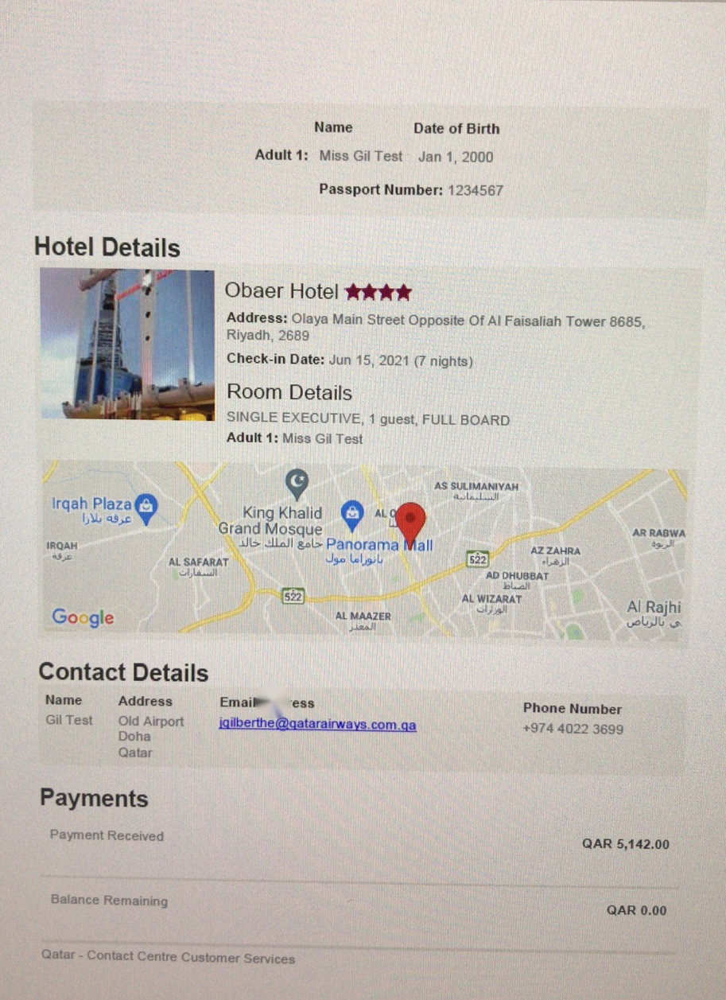 Name Date of Birth
Adult 1: Miss Gil Test Jan 1, 2000
Passport Number: 1234567
Hotel Details
Obaer Hotel
Address: Olaya Main Street Opposite Of Al Faisaliah Tower 8685,
Riyadh, 2689
Check-in Date: Jun 15, 2021 (7 nights)
Room Details
SINGLE EXECUTIVE, 1 guest, FULL BOARD
Adult 1: Miss Gil Test
AS SULIMANIYAH
السليمانية
Irqah Plaza
عرقة بلازا
King Khalid
Grand Mosque
جامع الملك خالد
AL O
Panorama Mall
بانوراما مول
IRQAH
عرقة
AL SAFARAT
السفارات
AR RABWA
الربوة
AZ ZAHRA
الزهراء
522
AD DHUBBAT
الضباط
522
AL WIZARAT
الوزارات
AL MAAZER
المعذر
Al Rajhi
ي بالرياض
Google
Contact Details
Name Address Email ess Phone Number
Gil Test Old Airport jgilberthe@qatarairways.com.qa +974 4022 3699
Doha
Qatar
Payments
Payment Received QAR 5,142.00
Balance Remaining QAR 0.00
Qatar - Contact Centre Customer Services